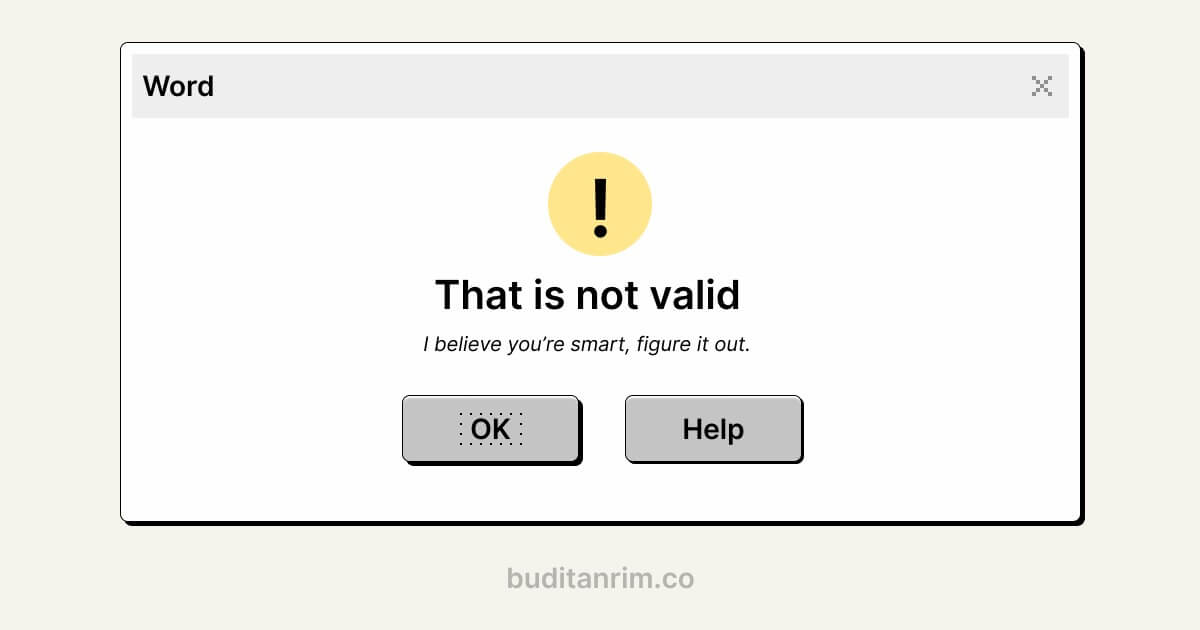 Word
!
That is not valid
I believe you’re smart, figure it out.
OK
Help
buditanrim.co